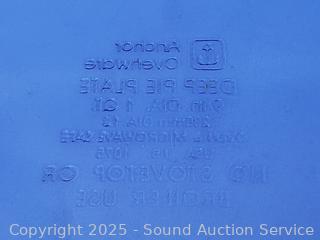 Anchor
Ovenware
DEEP PIE PLATE
9 in. DIA. 1 QT.
MICROWAVE SAFE
1075
NO STOVETOP OR
BROILER USE
Copyright 2025 - Sound Auction Service